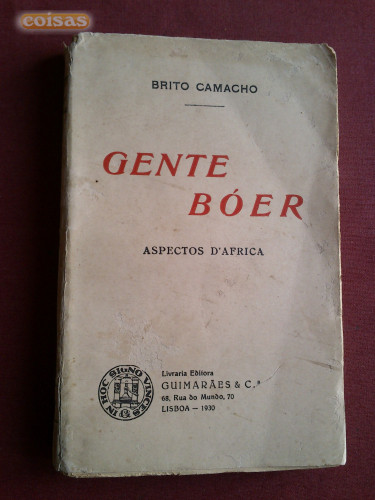 coisas
BRITO CAMACHO
GENTE
BÓER
ASPECTOS D'AFRICA
IN HOC SIGNO VINCES
Livraria Editora
GUIMARÃES & C.ª
68, Rua do Mundo, 70
LISBOA — 1930